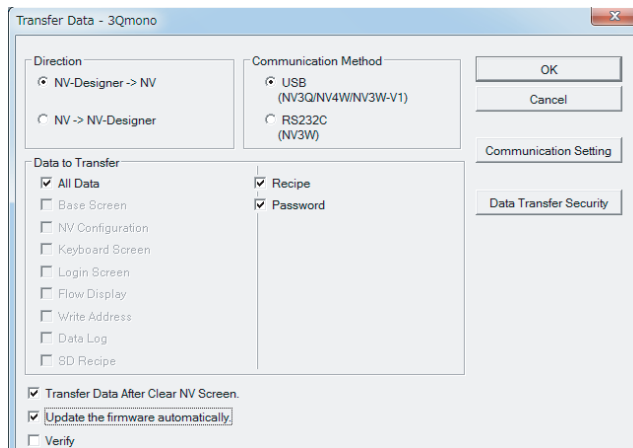 Transfer Data - 3Qmono
Direction
NV-Designer -> NV
NV -> NV-Designer
Communication Method
USB
(NV3Q/NV4W/NV3W-V1)
RS232C
(NV3W)
OK
Cancel
Communication Setting
Data Transfer Security
Data to Transfer
All Data
Base Screen
NV Configuration
Keyboard Screen
Login Screen
Flow Display
Write Address
Data Log
SD Recipe
Recipe
Password
Transfer Data After Clear NV Screen.
Update the firmware automatically.
Verify